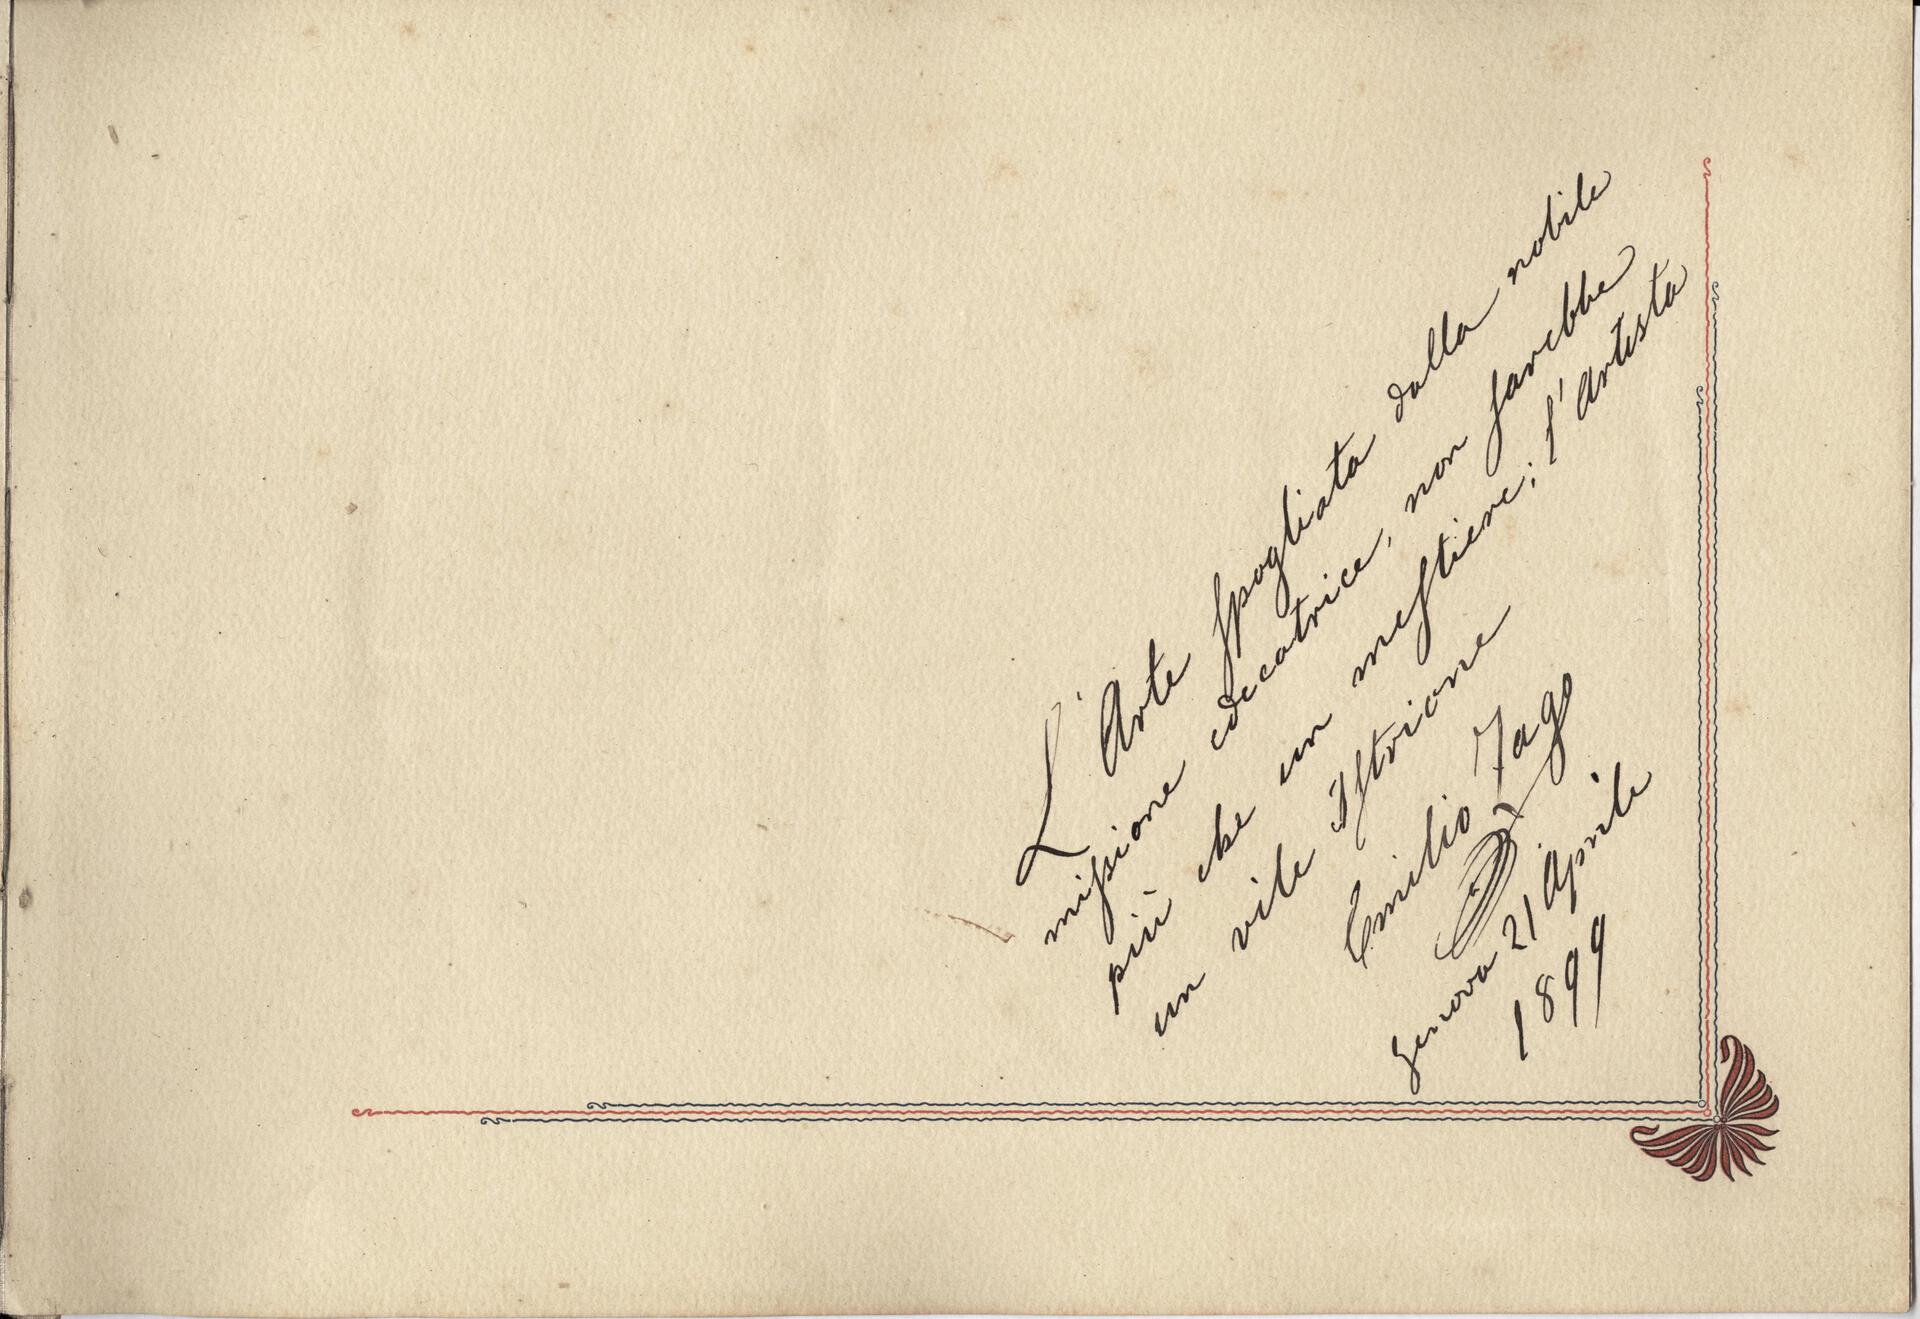 L'Arte spogliata dalla nobile
missione edecatrice, non sarebbe
più che un mestiere; l'Artista
un vile Istrione
Emilio Zago
Genova 21 Aprile
1899